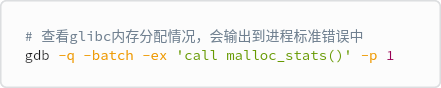 # 查看glibc内存分配情况，会输出到进程标准错误中
gdb -q -batch -ex 'call malloc_stats()' -p 1